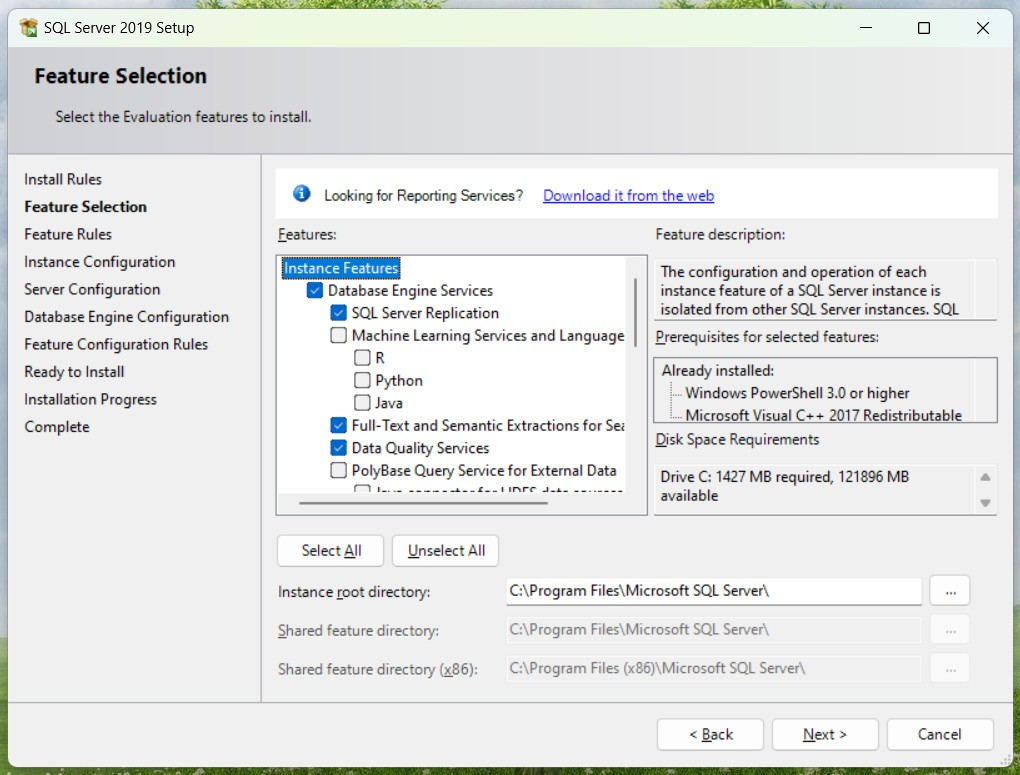 SQL Server 2019 Setup
Feature Selection
Select the Evaluation features to install.
Install Rules
Feature Selection
Feature Rules
Instance Configuration
Server Configuration
Database Engine Configuration
Feature Configuration Rules
Ready to Install
Installation Progress
Complete
Looking for Reporting Services? Download it from the web
Features:
Instance Features
Database Engine Services
SQL Server Replication
Machine Learning Services and Language
R
Python
Java
Full-Text and Semantic Extractions for Sea
Data Quality Services
PolyBase Query Service for External Data
Java connector for HDFS data sources
Feature description:
The configuration and operation of each
instance feature of a SQL Server instance is
isolated from other SQL Server instances. SQL
Prerequisites for selected features:
Already installed:
Windows PowerShell 3.0 or higher
Microsoft Visual C++ 2017 Redistributable
Disk Space Requirements
Drive C: 1427 MB required, 121896 MB
available
Select All
Unselect All
Instance root directory:
C:\Program Files\Microsoft SQL Server\
...
Shared feature directory:
C:\Program Files\Microsoft SQL Server\
...
Shared feature directory (x86):
C:\Program Files (x86)\Microsoft SQL Server\
...
< Back
Next >
Cancel